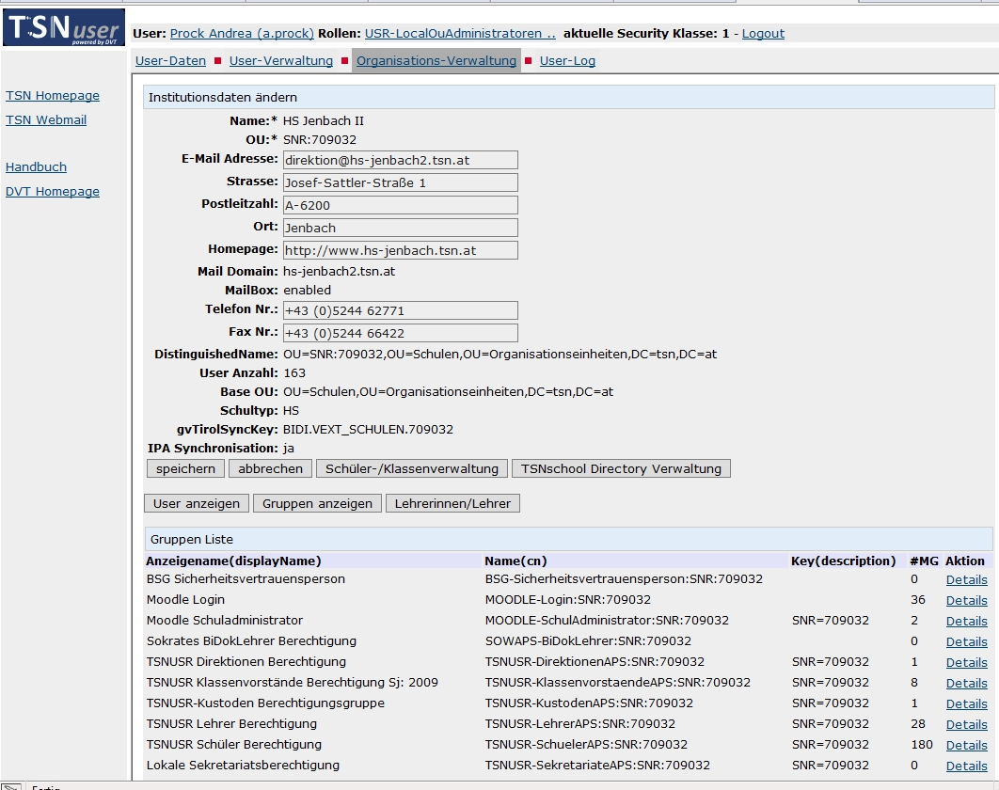 TSNuser
powered by DVT
User: Prock Andrea (a.prock) Rollen: USR-LocalOuAdministratoren .. aktuelle Security Klasse: 1 - Logout
User-Daten User-Verwaltung Organisations-Verwaltung User-Log
TSN Homepage
TSN Webmail
Handbuch
DVT Homepage
Institutionsdaten ändern
Name:* HS Jenbach II
OU:* SNR:709032
E-Mail Adresse: direktion@hs-jenbach2.tsn.at
Strasse: Josef-Sattler-Straße 1
Postleitzahl: A-6200
Ort: Jenbach
Homepage: http://www.hs-jenbach.tsn.at
Mail Domain: hs-jenbach2.tsn.at
MailBox: enabled
Telefon Nr.: +43 (0)5244 62771
Fax Nr.: +43 (0)5244 66422
DistinguishedName: OU=SNR:709032,OU=Schulen,OU=Organisationseinheiten,DC=tsn,DC=at
User Anzahl: 163
Base OU: OU=Schulen,OU=Organisationseinheiten,DC=tsn,DC=at
Schultyp: HS
gvTirolSyncKey: BIDI.VEXT_SCHULEN.709032
IPA Synchronisation: ja
speichern abbrechen Schüler-/Klassenverwaltung TSNschool Directory Verwaltung
User anzeigen Gruppen anzeigen Lehrerinnen/Lehrer
Gruppen Liste
Anzeigename(displayName) Name(cn) Key(description) #MG Aktion
BSG Sicherheitsvertrauensperson BSG-Sicherheitsvertrauensperson:SNR:709032 0 Details
Moodle Login MOODLE-Login:SNR:709032 36 Details
Moodle Schuladministrator MOODLE-SchulAdministrator:SNR:709032 SNR=709032 2 Details
Sokrates BiDokLehrer Berechtigung SOWAPS-BiDokLehrer:SNR:709032 0 Details
TSNUSR Direktionen Berechtigung TSNUSR-DirektionenAPS:SNR:709032 SNR=709032 1 Details
TSNUSR Klassenvorstände Berechtigung Sj: 2009 TSNUSR-KlassenvorstaendeAPS:SNR:709032 SNR=709032 8 Details
TSNUSR-Kustoden Berechtigungsgruppe TSNUSR-KustodenAPS:SNR:709032 SNR=709032 1 Details
TSNUSR Lehrer Berechtigung TSNUSR-LehrerAPS:SNR:709032 SNR=709032 28 Details
TSNUSR Schüler Berechtigung TSNUSR-SchuelerAPS:SNR:709032 SNR=709032 180 Details
Lokale Sekretariatsberechtigung TSNUSR-SekretariateAPS:SNR:709032 SNR=709032 0 Details
Fertig